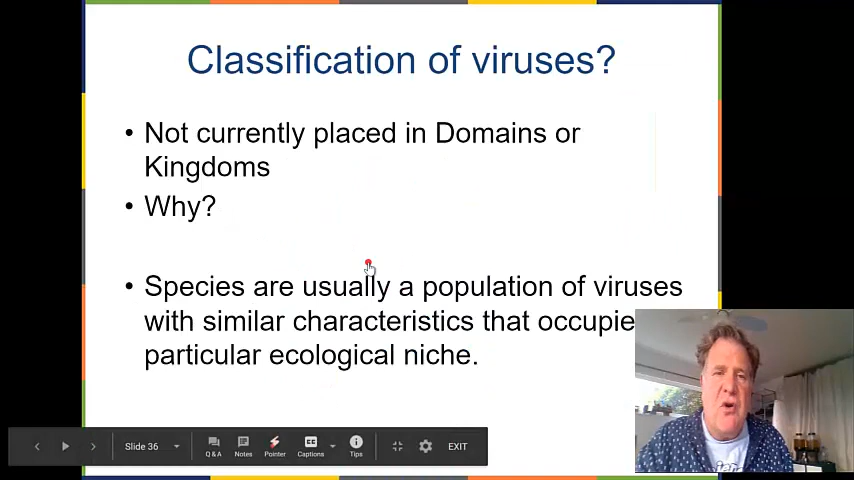 Classification of viruses?
• Not currently placed in Domains or
Kingdoms
• Why?
• Species are usually a population of viruses
with similar characteristics that occupie
particular ecological niche.
Slide 36
Q & A
Notes
Pointer
Captions
Tips
EXIT